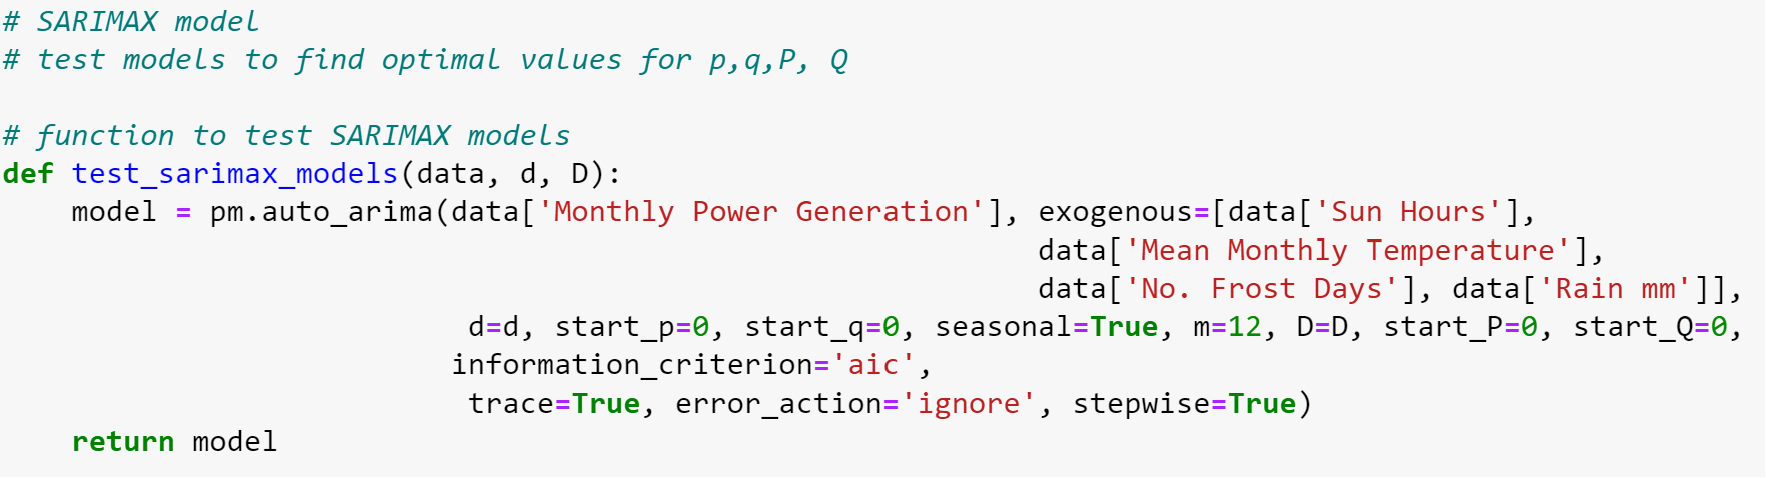 # SARIMAX model
# test models to find optimal values for p,q,P, Q
# function to test SARIMAX models
def test_sarimax_models(data, d, D):
model = pm.auto_arima(data['Monthly Power Generation'], exogenous=[data['Sun Hours'],
data['Mean Monthly Temperature'],
data['No. Frost Days'], data['Rain mm']],
d=d, start_p=0, start_q=0, seasonal=True, m=12, D=D, start_P=0, start_Q=0,
information_criterion='aic',
trace=True, error_action='ignore', stepwise=True)
return model